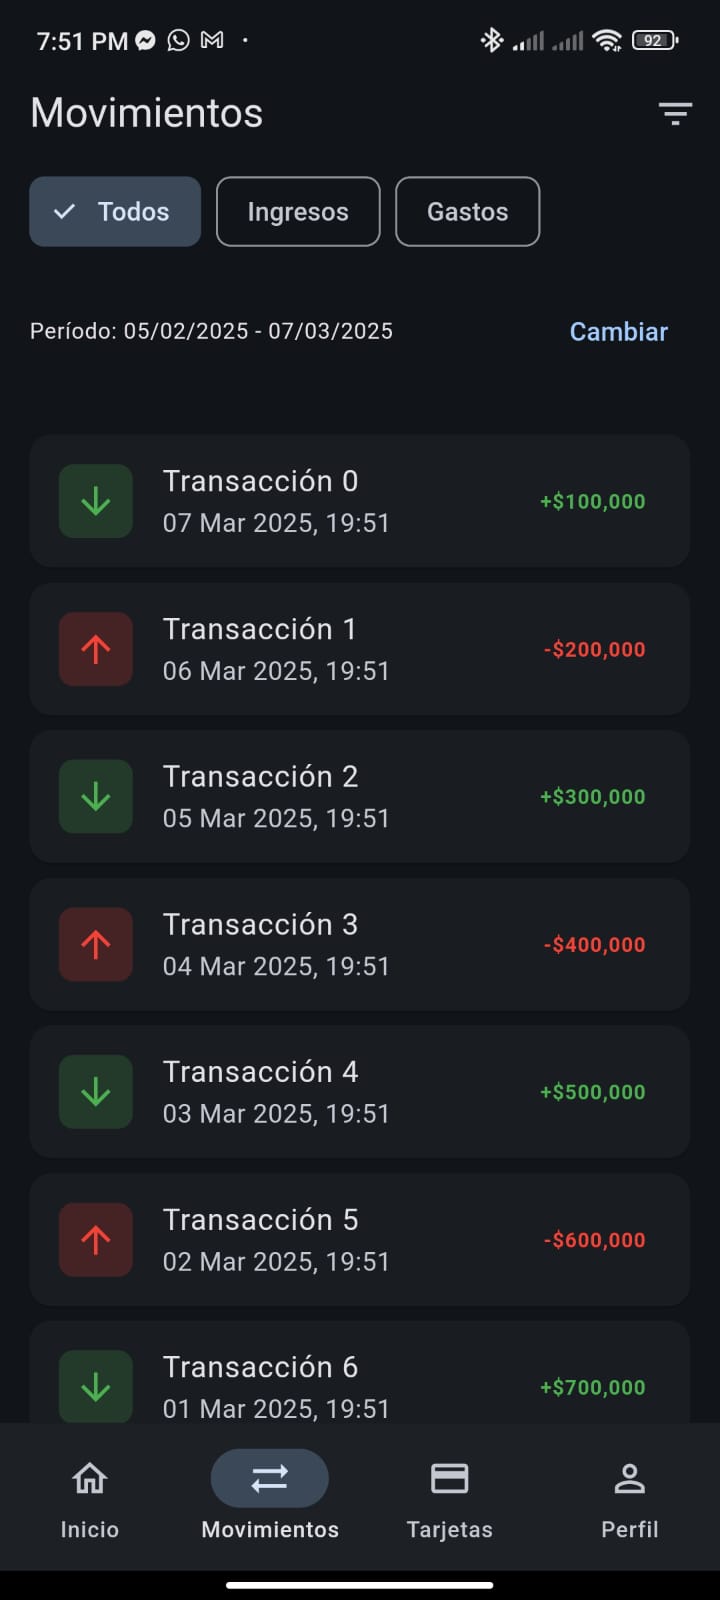 7:51 PM
92
Movimientos
Todos
Ingresos
Gastos
Período: 05/02/2025 - 07/03/2025
Cambiar
Transacción 0
07 Mar 2025, 19:51
+$100,000
Transacción 1
06 Mar 2025, 19:51
-$200,000
Transacción 2
05 Mar 2025, 19:51
+$300,000
Transacción 3
04 Mar 2025, 19:51
-$400,000
Transacción 4
03 Mar 2025, 19:51
+$500,000
Transacción 5
02 Mar 2025, 19:51
-$600,000
Transacción 6
01 Mar 2025, 19:51
+$700,000
Inicio
Movimientos
Tarjetas
Perfil